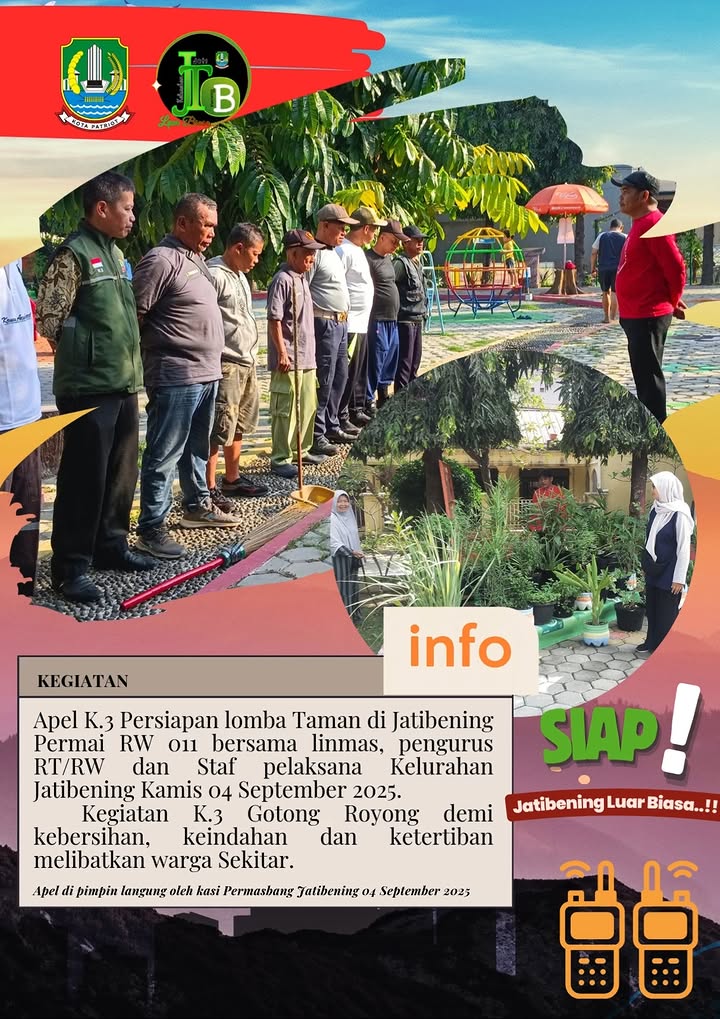 KOTA PATRIOT
B
info
KEGIATAN
Apel K.3 Persiapan lomba Taman di Jatibening
Permai RW 011 bersama linmas, pengurus
RT/RW dan Staf pelaksana Kelurahan
Jatibening Kamis 04 September 2025.
Kegiatan K.3 Gotong Royong demi
kebersihan, keindahan dan ketertiban
melibatkan warga Sekitar.
Apel di pimpin langung oleh kasi Permasbang Jatibening 04 September 2025
SIAP!
Jatibening Luar Biasa..!!